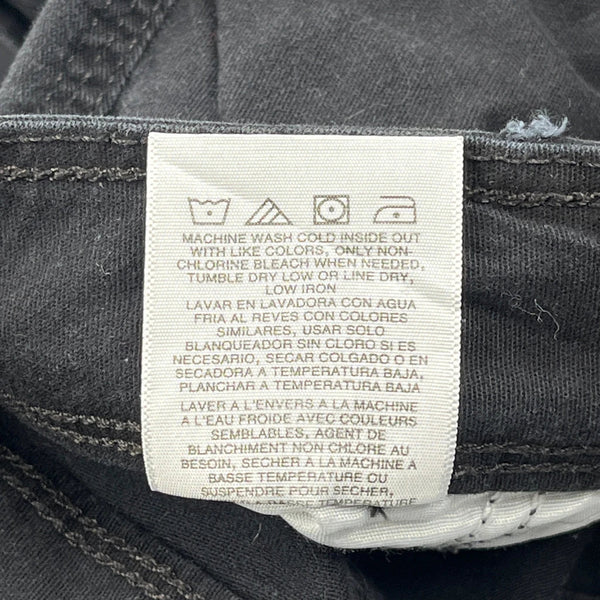 MACHINE WASH COLD INSIDE OUT
WITH LIKE COLORS, ONLY NON-
CHLORINE BLEACH WHEN NEEDED,
TUMBLE DRY LOW OR LINE DRY,
LOW IRON
LAVAR EN LAVADORA CON AGUA
FRIA AL REVES CON COLORES
SIMILARES, USAR SOLO
BLANQUEADOR SIN CLORO SI ES
NECESARIO, SECAR COLGADO O EN
SECADORA A TEMPERATURA BAJA,
PLANCHAR A TEMPERATURA BAJA
LAVER A L'ENVERS A LA MACHINE
A L'EAU FROIDE AVEC COULEURS
SEMBLABLES, AGENT DE
BLANCHIMENT NON CHLORE AU
BESOIN, SECHER A LA MACHINE A
BASSE TEMPERATURE OU
SUSPENDRE POUR SECHER,
A BASSE TEMPERATURE